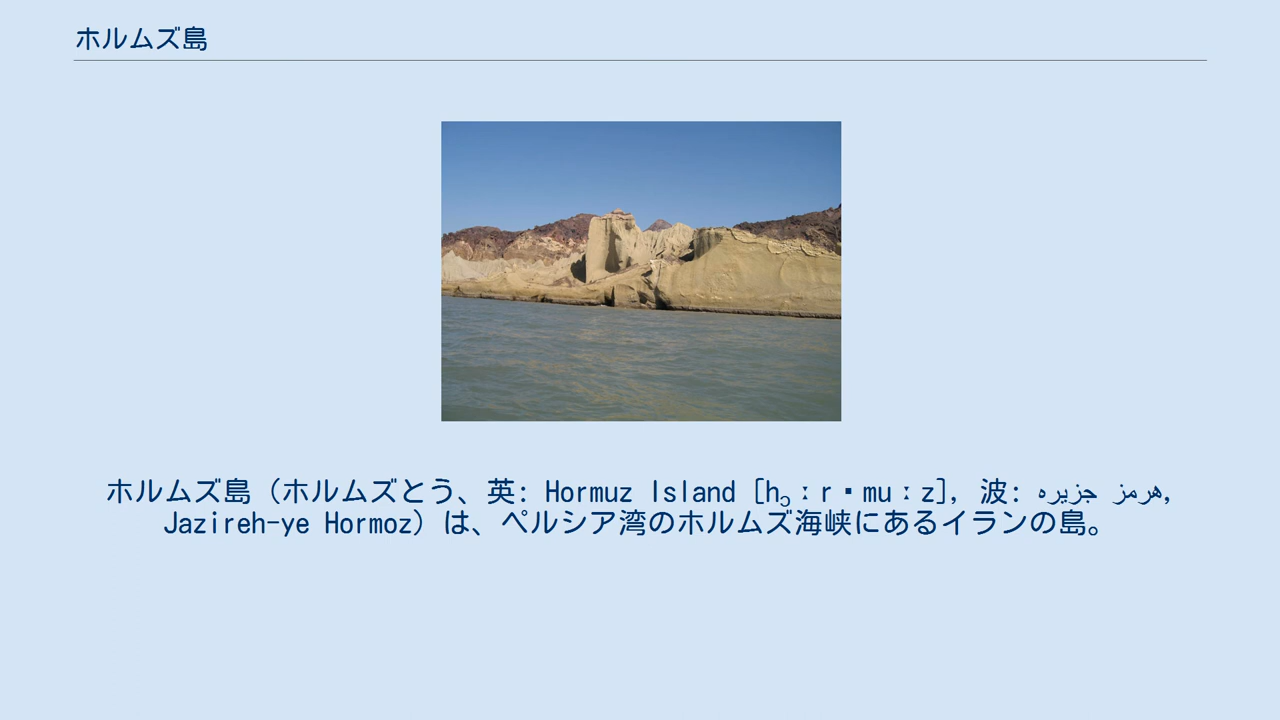 ホルムズ島
ホルムズ島（ホルムズとう、英: Hormuz Island [hɔːr•muːz], 波: هرمز جزیره,
Jazireh-ye Hormoz）は、ペルシア湾のホルムズ海峡にあるイランの島。